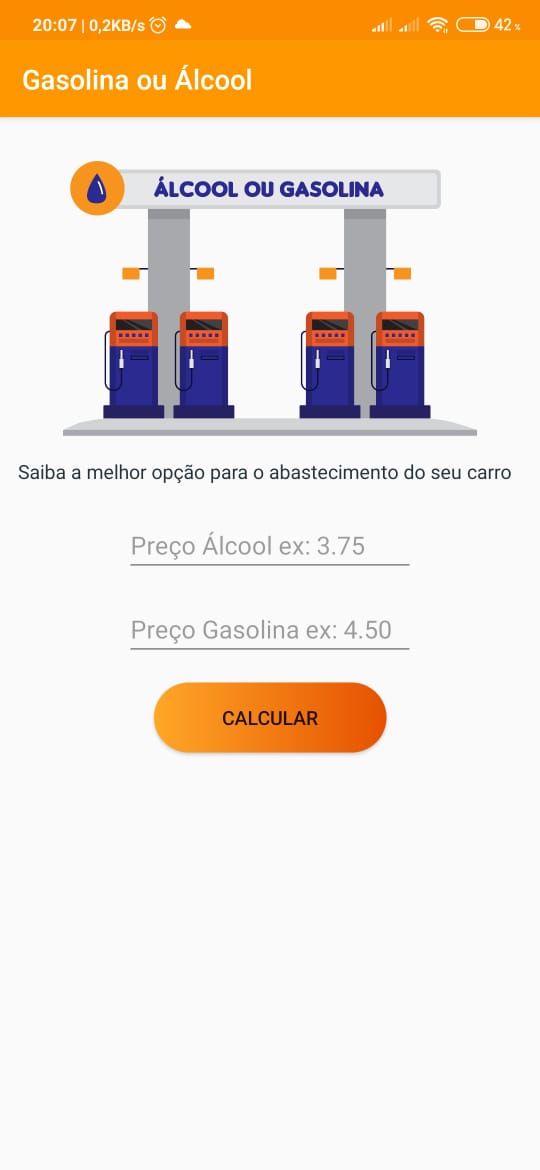 20:07 | 0,2KB/s 42 %
Gasolina ou Álcool
ÁLCOOL OU GASOLINA
Saiba a melhor opção para o abastecimento do seu carro
Preço Álcool ex: 3.75
Preço Gasolina ex: 4.50
CALCULAR